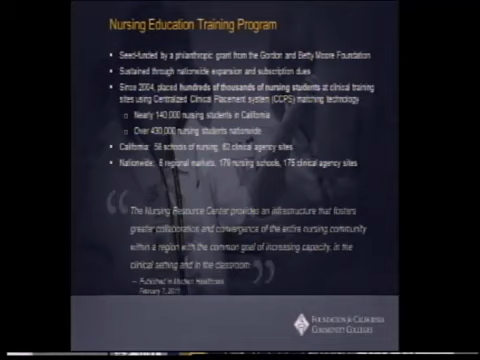 Nursing Education Training Program
• Seed-funded by a philanthropic grant from the Gordon and Betty Moore Foundation
• Sustained through nationwide expansion and subscription dues
• Since 2004, placed hundreds of thousands of nursing students at clinical training
sites using Centralized Clinical Placement system (CCPS) matching technology
o Nearly 140,000 nursing students in California
o Over 430,000 nursing students nationwide
• California: 58 schools of nursing, 82 clinical agency sites
• Nationwide: 8 regional markets, 179 nursing schools, 175 clinical agency sites
“ The Nursing Resource Center provides an infrastructure that fosters
greater collaboration and convergence of the entire nursing community
within a region with the common goal of increasing capacity, in the
clinical setting and in the classroom ”
— Published in Modern Healthcare
February 7, 2011
FOUNDATION for CALIFORNIA
COMMUNITY COLLEGES